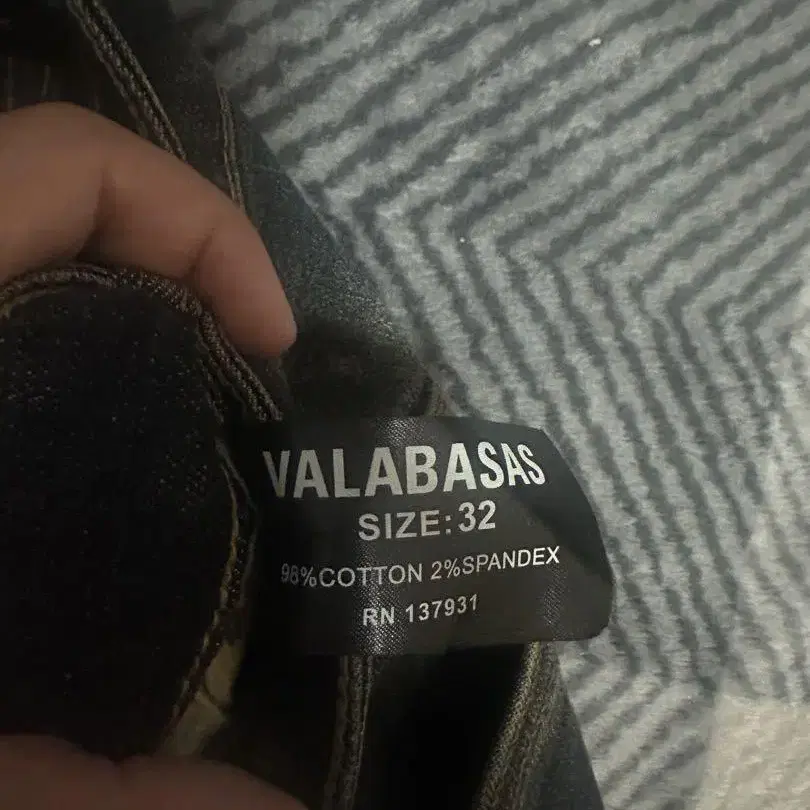 VALABASAS
SIZE:32
98%COTTON 2%SPANDEX
RN 137931